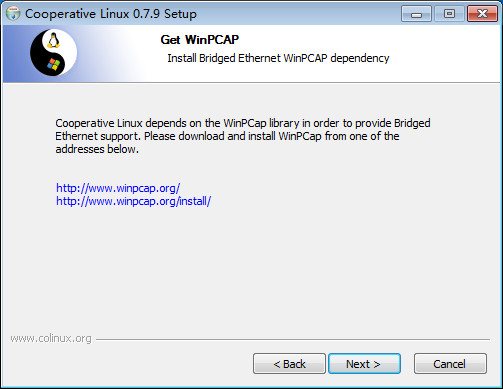 Cooperative Linux 0.7.9 Setup
Get WinPCAP
Install Bridged Ethernet WinPCAP dependency
Cooperative Linux depends on the WinPCap library in order to provide Bridged
Ethernet support. Please download and install WinPCap from one of the
addresses below.
http://www.winpcap.org/
http://www.winpcap.org/install/
www.colinux.org
< Back
Next >
Cancel